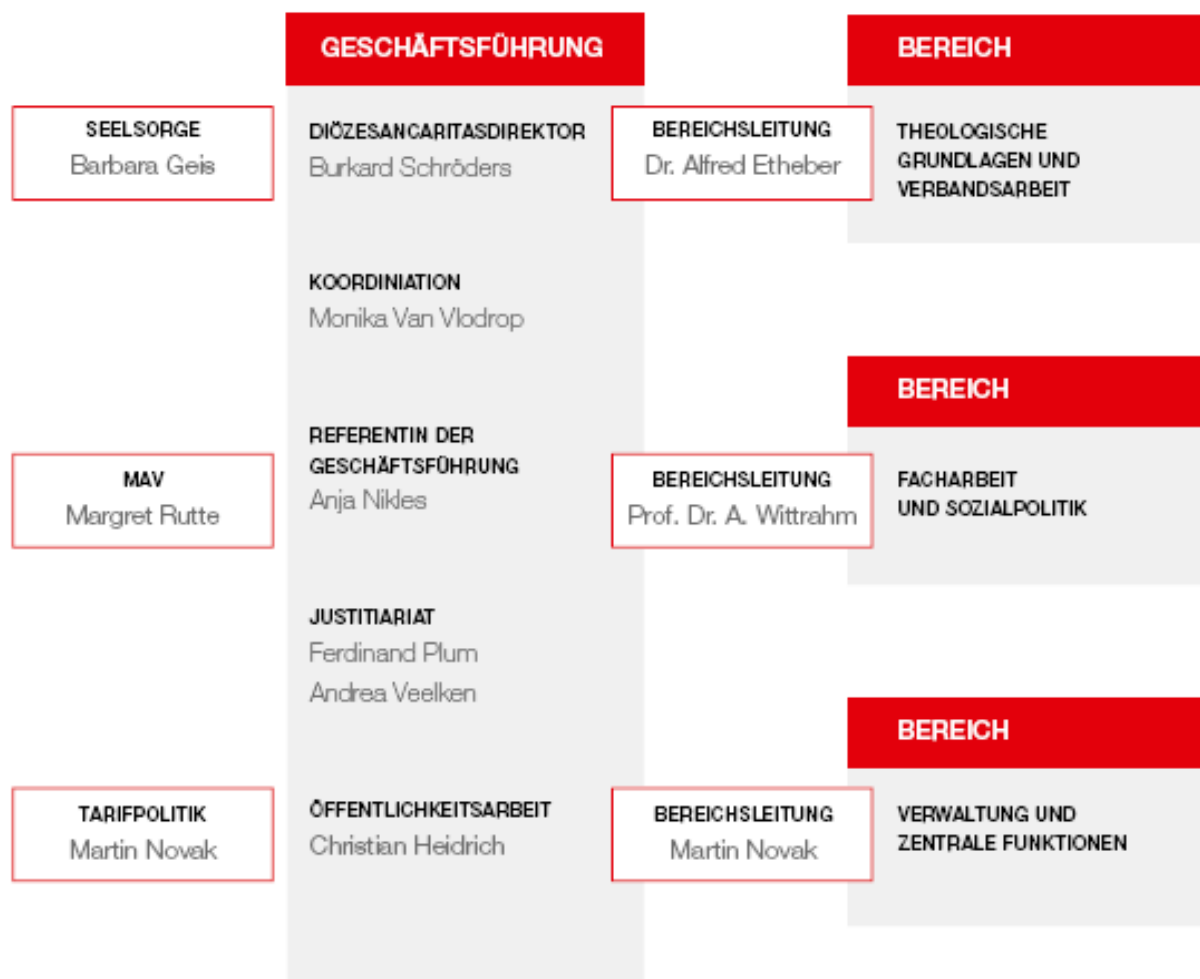 GESCHÄFTSFÜHRUNG
BEREICH
SEELSORGE
Barbara Geis
DIÖZESANCARITASDIREKTOR
Burkard Schröders
BEREICHSLEITUNG
Dr. Alfred Etheber
THEOLOGISCHE
GRUNDLAGEN UND
VERBANDSARBEIT
KOORDINIATION
Monika Van Vlodrop
BEREICH
MAV
Margret Rutte
REFERENTIN DER
GESCHÄFTSFÜHRUNG
Anja Nikles
BEREICHSLEITUNG
Prof. Dr. A. Wittrahm
FACHARBEIT
UND SOZIALPOLITIK
JUSTITIARIAT
Ferdinand Plum
Andrea Veelken
BEREICH
TARIFPOLITIK
Martin Novak
ÖFFENTLICHKEITSARBEIT
Christian Heidrich
BEREICHSLEITUNG
Martin Novak
VERWALTUNG UND
ZENTRALE FUNKTIONEN